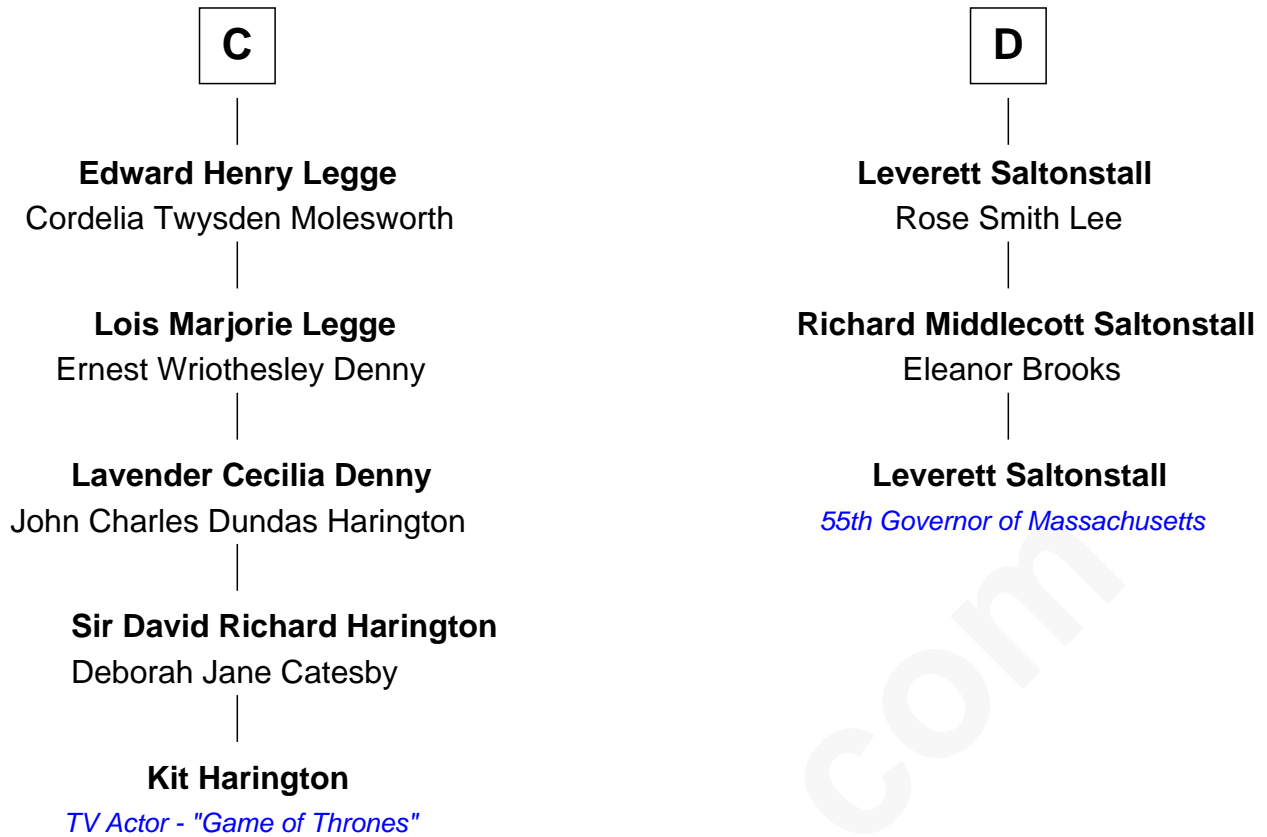 C
Edward Henry Legge
Cordelia Twysden Molesworth
Lois Marjorie Legge
Ernest Wriothesley Denny
Lavender Cecilia Denny
John Charles Dundas Harington
Sir David Richard Harington
Deborah Jane Catesby
Kit Harington
TV Actor - "Game of Thrones"
D
Leverett Saltonstall
Rose Smith Lee
Richard Middlecott Saltonstall
Eleanor Brooks
Leverett Saltonstall
55th Governor of Massachusetts
com